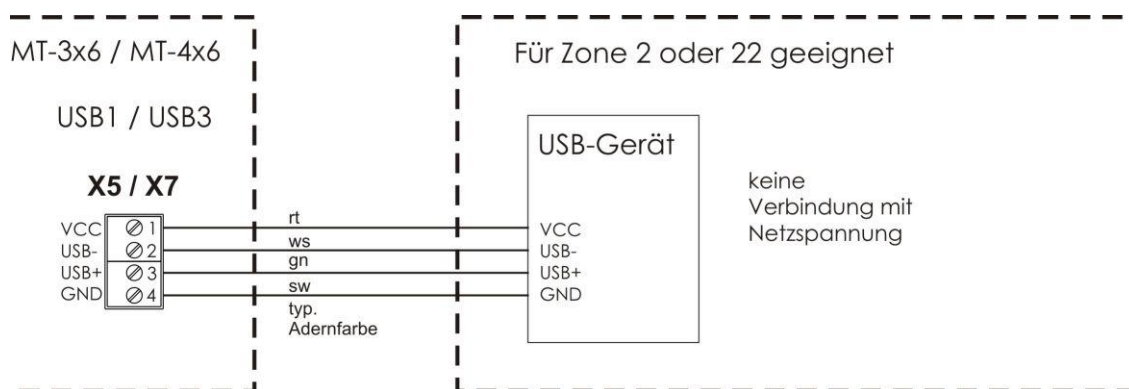 MT-3x6 / MT-4x6
Für Zone 2 oder 22 geeignet
USB1 / USB3
USB-Gerät
X5 / X7
keine
Verbindung mit
Netzspannung
VCC 1 rt VCC
USB- 2 ws USB-
USB+ 3 gn USB+
GND 4 sw GND
typ.
Adernfarbe